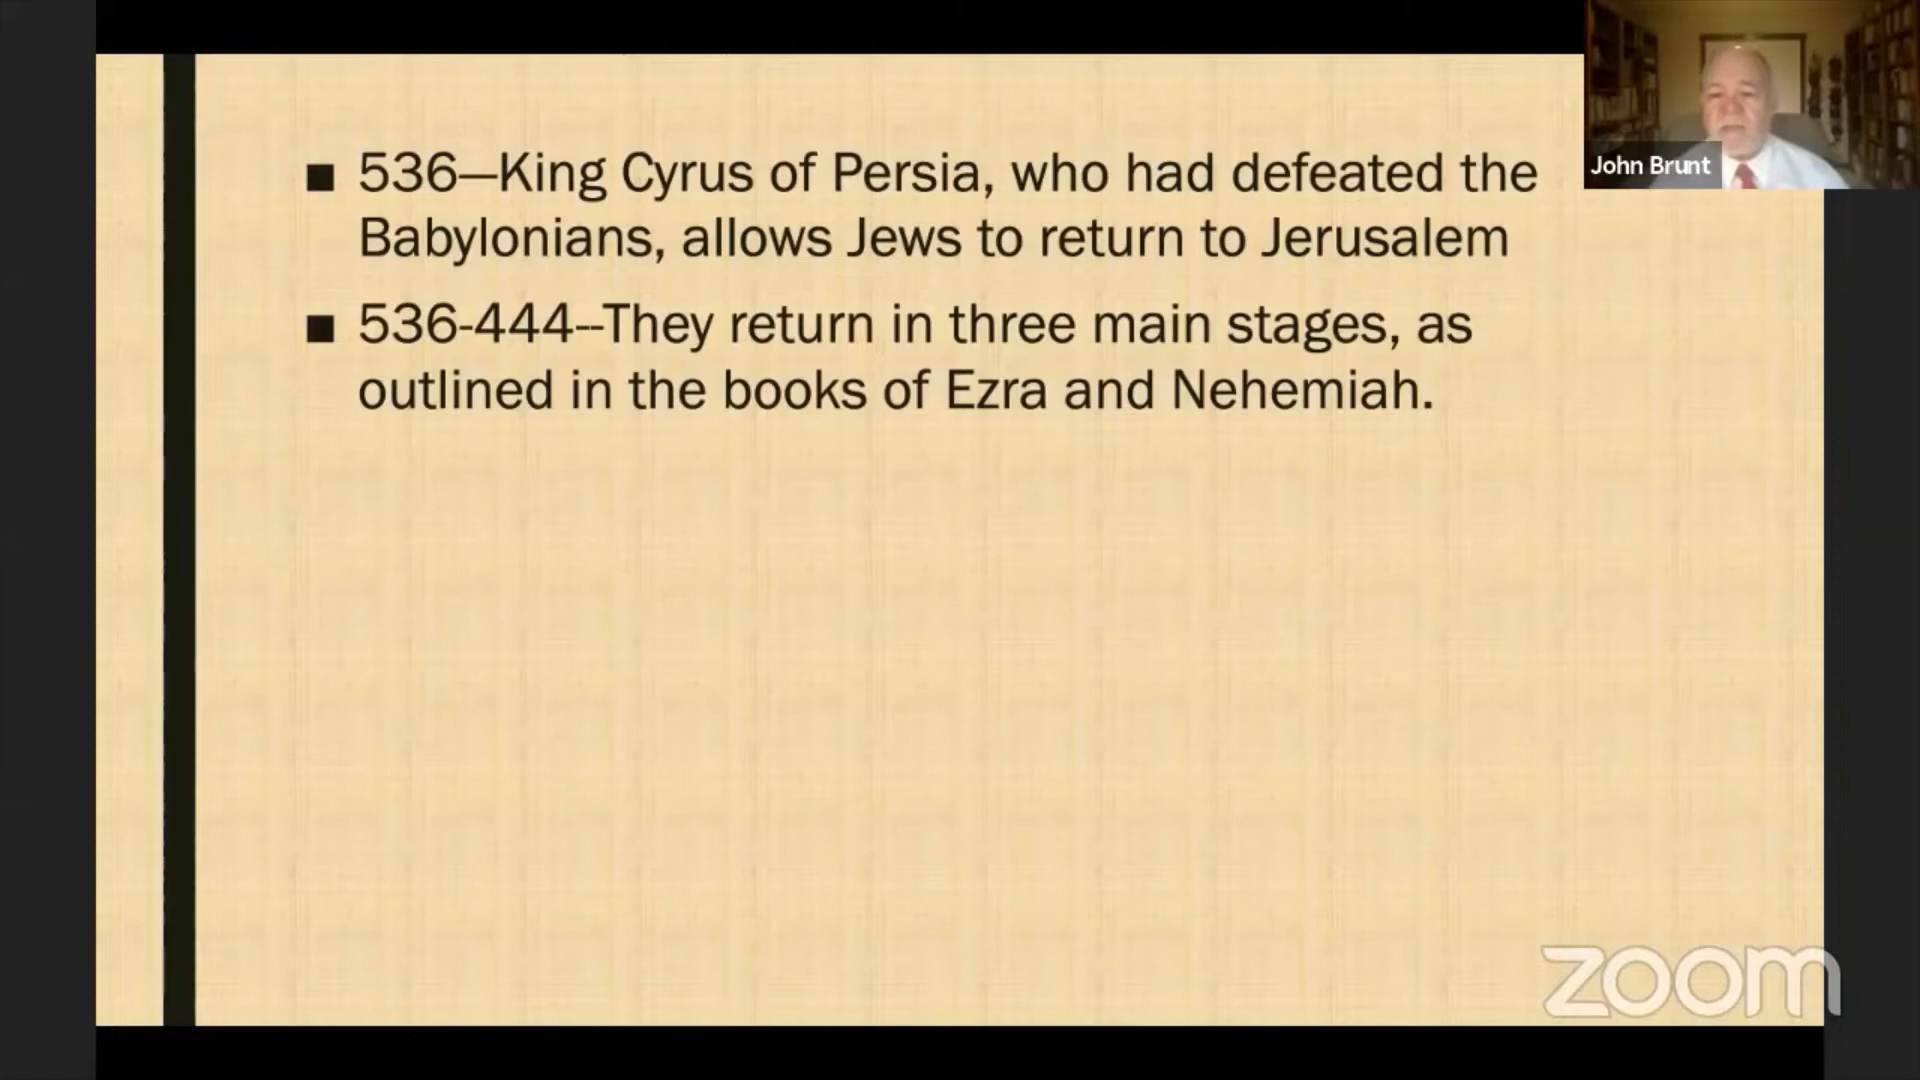 ■ 536—King Cyrus of Persia, who had defeated the
Babylonians, allows Jews to return to Jerusalem
■ 536-444--They return in three main stages, as
outlined in the books of Ezra and Nehemiah.
John Brunt
zoom